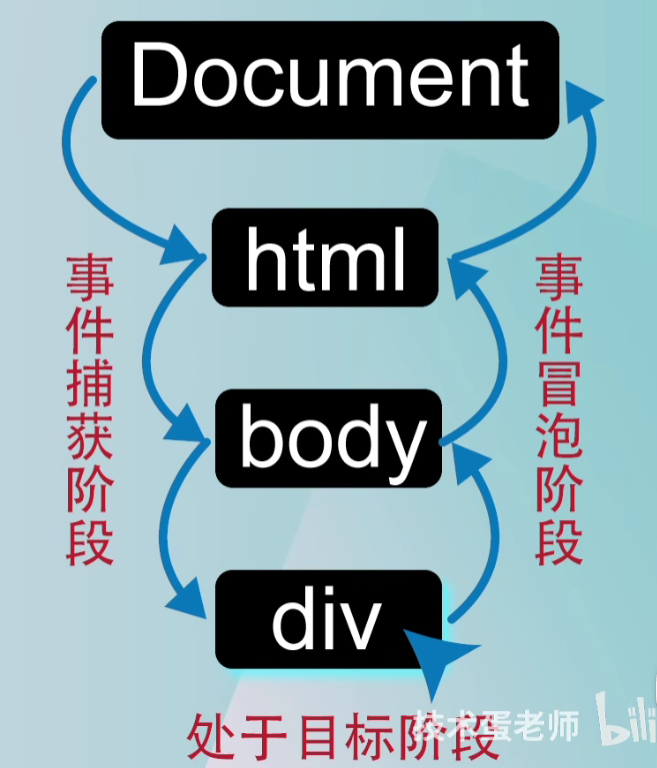 Document
html
事件捕获阶段
事件冒泡阶段
body
div
处于目标阶段
技术蛋老师
bili